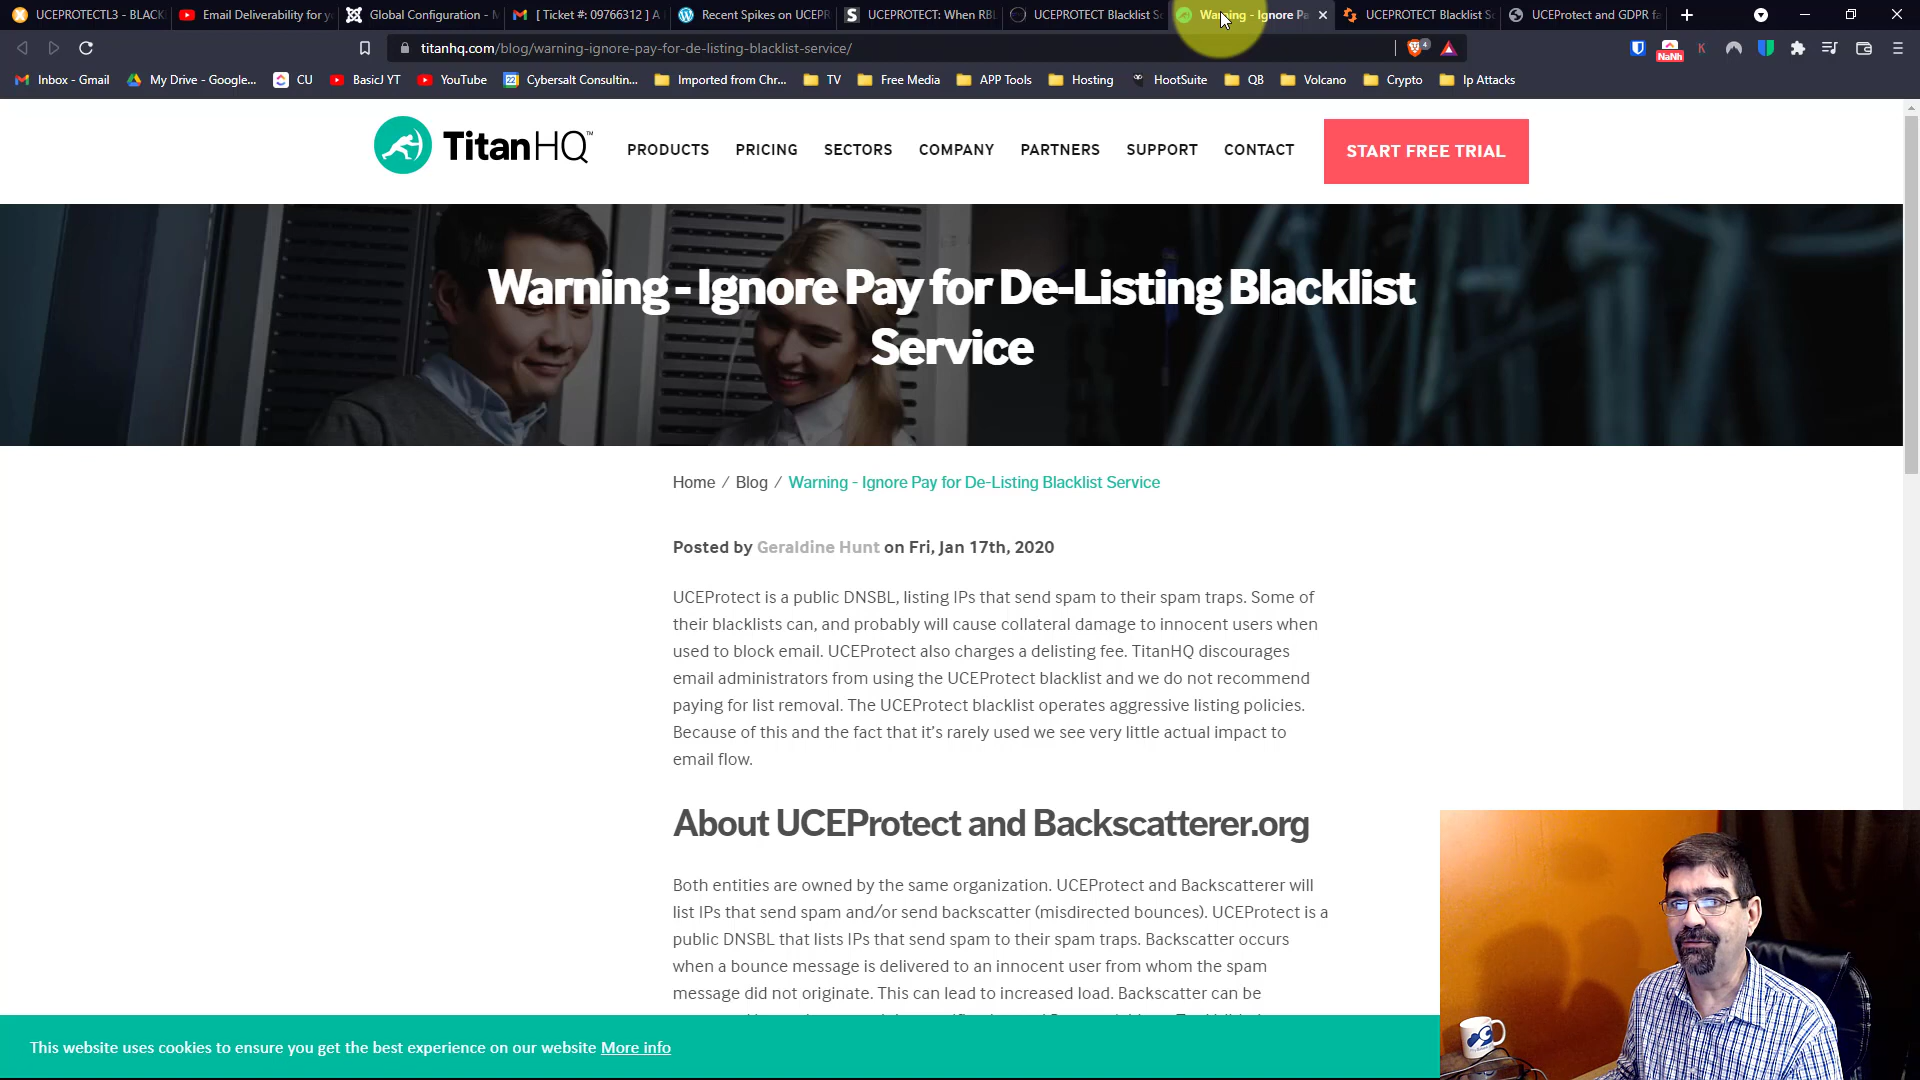 UCEPROTECTL3 - BLACK
Email Deliverability for y
Global Configuration - M
[ Ticket #: 09766312 ] A
Recent Spikes on UCEPR
UCEPROTECT: When RBL
UCEPROTECT Blacklist Sc
Warning - Ignore Pa
UCEPROTECT Blacklist Sc
UCEProtect and GDPR fa
titanhq.com/blog/warning-ignore-pay-for-de-listing-blacklist-service/
4
NaNh
K
Inbox - Gmail
My Drive - Google...
CU
BasicJ YT
YouTube
22
Cybersalt Consultin...
Imported from Chr...
TV
Free Media
APP Tools
Hosting
HootSuite
QB
Volcano
Crypto
Ip Attacks
TitanHQ™
PRODUCTS
PRICING
SECTORS
COMPANY
PARTNERS
SUPPORT
CONTACT
START FREE TRIAL
Warning - Ignore Pay for De-Listing Blacklist
Service
Home / Blog / Warning - Ignore Pay for De-Listing Blacklist Service
Posted by Geraldine Hunt on Fri, Jan 17th, 2020
UCEProtect is a public DNSBL, listing IPs that send spam to their spam traps. Some of
their blacklists can, and probably will cause collateral damage to innocent users when
used to block email. UCEProtect also charges a delisting fee. TitanHQ discourages
email administrators from using the UCEProtect blacklist and we do not recommend
paying for list removal. The UCEProtect blacklist operates aggressive listing policies.
Because of this and the fact that it's rarely used we see very little actual impact to
email flow.
About UCEProtect and Backscatterer.org
Both entities are owned by the same organization. UCEProtect and Backscatterer will
list IPs that send spam and/or send backscatter (misdirected bounces). UCEProtect is a
public DNSBL that lists IPs that send spam to their spam traps. Backscatter occurs
when a bounce message is delivered to an innocent user from whom the spam
message did not originate. This can lead to increased load. Backscatter can be
This website uses cookies to ensure you get the best experience on our website More info